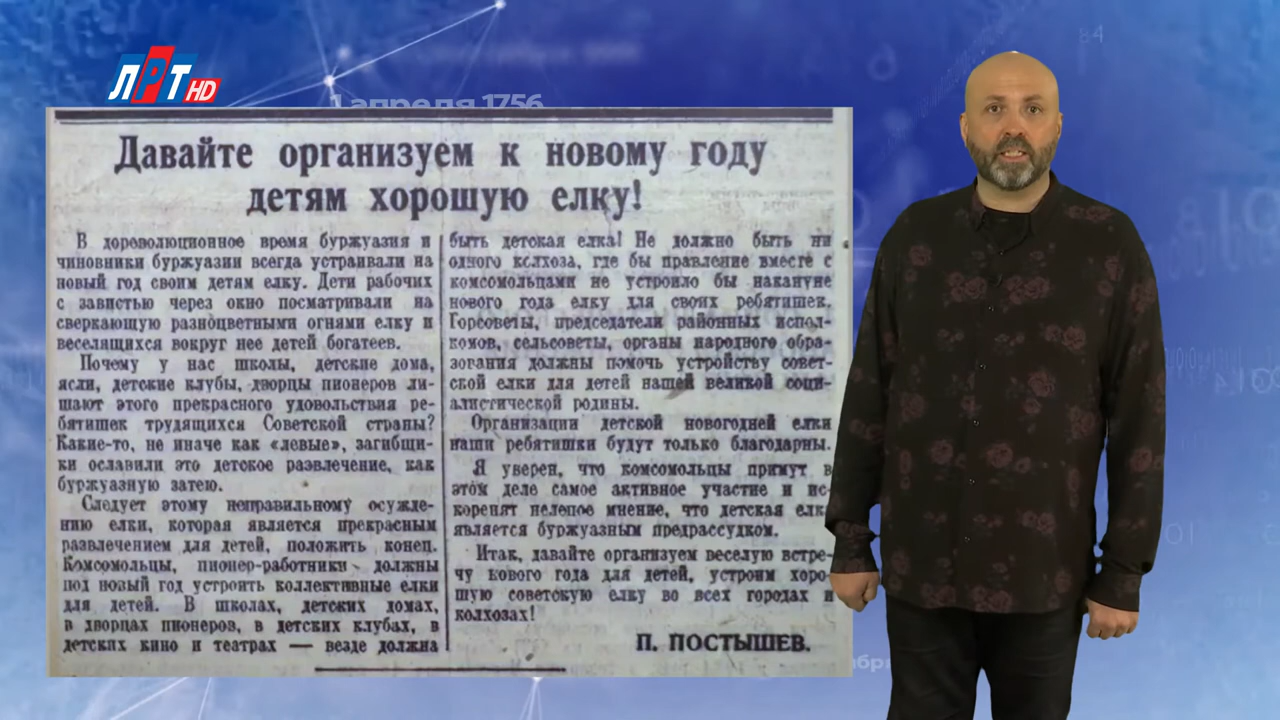 ЛРТ HD
1 апреля 1756
84
Давайте организуем к новому году
детям хорошую елку!
В дореволюционное время буржуазия и
чиновники буржуазии всегда устраивали на
новый год своим детям елку. Дети рабочих
с завистью через окно посматривали на
сверкающую разноцветными огнями елку и
веселящихся вокруг нее детей богатеев.
Почему у нас школы, детские дома,
ясли, детские клубы, дворцы пионеров ли-
шают этого прекрасного удовольствия ре-
бятишек трудящихся Советской страны?
Какие-то, не иначе как «левые», загибщи-
ки ославили это детское развлечение, как
буржуазную затею.
Следует этому неправильному осужде-
нию елки, которая является прекрасным
развлечением для детей, положить конец.
Комсомольцы, пионер-работники должны
под новый год устроить коллективные елки
для детей. В школах, детских домах,
в дворцах пионеров, в детских клубах, в
детских кино и театрах — везде должна
быть детская елка! Не должно быть ни
одного колхоза, где бы правление вместе с
комсомольцами не устроило бы накануне
нового года елку для своих ребятишек.
Горсоветы, председатели районных испол-
комов, сельсоветы, органы народного обра-
зования должны помочь устройству совет-
ской елки для детей нашей великой соци-
алистической родины.
Организации детской новогодней елки
наши ребятишки будут только благодарны.
Я уверен, что комсомольцы примут в
этом деле самое активное участие и ис-
коренят нелепое мнение, что детская елка
является буржуазным предрассудком.
Итак, давайте организуем веселую встре-
чу нового года для детей, устроим хоро-
шую советскую елку во всех городах и
колхозах!
П. ПОСТЫШЕВ.